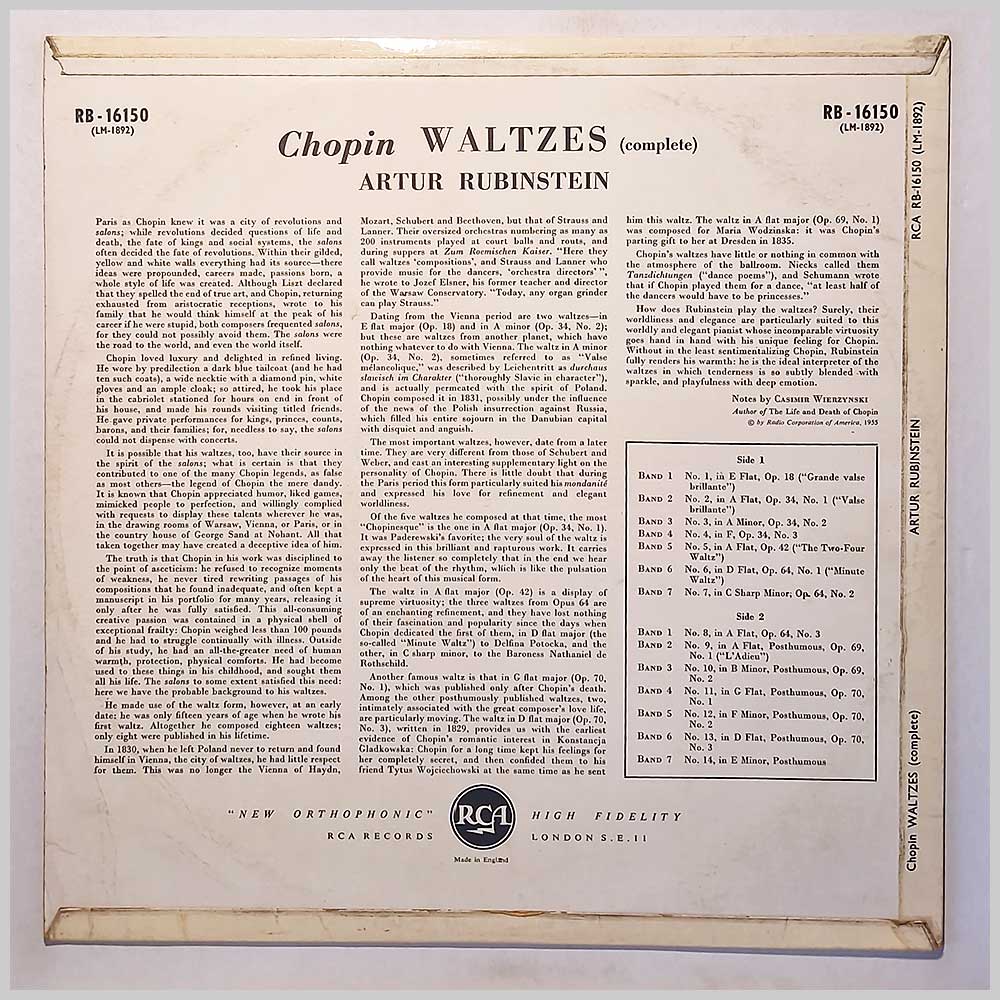 RB-16150
(LM-1892)
RB-16150
(LM-1892)
Chopin WALTZES (complete)
ARTUR RUBINSTEIN
Paris as Chopin knew it was a city of revolutions and
salons; while revolutions decided questions of life and
death, the fate of kings and social systems, the salons
often decided the fate of revolutions. Within their gilded,
yellow and white walls everything had its source—there
ideas were propounded, careers made, passions born, a
whole style of life was created. Although Liszt declared
that they spelled the end of true art, and Chopin, returning
exhausted from aristocratic receptions, wrote to his
family that he would think himself at the peak of his
career if he were stupid, both composers frequented salons,
for they could not possibly avoid them. The salons were
the road to the world, and even the world itself.
Chopin loved luxury and delighted in refined living.
He wore by predilection a dark blue tailcoat (and he had
ten such coats), a wide necktie with a diamond pin, white
gloves and an ample cloak; so attired, he took his place
in the cabriolet stationed for hours on end in front of
his house, and made his rounds visiting titled friends.
He gave private performances for kings, princes, counts,
barons, and their families; for, needless to say, the salons
could not dispense with concerts.
It is possible that his waltzes, too, have their source in
the spirit of the salons; what is certain is that they
contributed to one of the many Chopin legends, as false
as most others—the legend of Chopin the mere dandy.
It is known that Chopin appreciated humor, liked games,
mimicked people to perfection, and willingly complied
with requests to display these talents wherever he was,
in the drawing rooms of Warsaw, Vienna, or Paris, or in
the country house of George Sand at Nohant. All that
taken together may have created a deceptive idea of him.
The truth is that Chopin in his work was disciplined to
the point of asceticism: he refused to recognize moments
of weakness, he never tired rewriting passages of his
compositions that he found inadequate, and often kept a
manuscript in his portfolio for many years, releasing it
only after he was fully satisfied. This all-consuming
creative passion was contained in a physical shell of
exceptional frailty: Chopin weighed less than 100 pounds
and he had to struggle continually with illness. Outside
of his study, he had an all-the-greater need of human
warmth, protection, physical comforts. He had become
used to these things in his childhood, and sought them
all his life. The salons to some extent satisfied this need:
here we have the probable background to his waltzes.
He made use of the waltz form, however, at an early
date: he was only fifteen years of age when he wrote his
first waltz. Altogether he composed eighteen waltzes;
only eight were published in his lifetime.
In 1830, when he left Poland never to return and found
himself in Vienna, the city of waltzes, he had little respect
for them. This was no longer the Vienna of Haydn,
Mozart, Schubert and Beethoven, but that of Strauss and
Lanner. Their oversized orchestras numbering as many as
200 instruments played at court balls and routs, and
during suppers at Zum Roemischen Kaiser. "Here they
call waltzes 'compositions', and Strauss and Lanner who
provide music for the dancers, 'orchestra directors' ",
he wrote to Jozef Elsner, his former teacher and director
of the Warsaw Conservatory. "Today, any organ grinder
can play Strauss."
Dating from the Vienna period are two waltzes—in
E flat major (Op. 18) and in A minor (Op. 34, No. 2);
but these are waltzes from another planet, which have
nothing whatever to do with Vienna. The waltz in A minor
(Op. 34, No. 2), sometimes referred to as "Valse
mélancolique," was described by Leichentritt as durchaus
slawisch im Charakter ("thoroughly Slavic in character"),
and is actually permeated with the spirit of Poland.
Chopin composed it in 1831, possibly under the influence
of the news of the Polish insurrection against Russia,
which filled his entire sojourn in the Danubian capital
with disquiet and anguish.
The most important waltzes, however, date from a later
time. They are very different from those of Schubert and
Weber, and cast an interesting supplementary light on the
personality of Chopin. There is little doubt that during
the Paris period this form particularly suited his mondanité
and expressed his love for refinement and elegant
worldliness.
Of the five waltzes he composed at that time, the most
"Chopinesque" is the one in A flat major (Op. 34, No. 1).
It was Paderewski's favorite; the very soul of the waltz is
expressed in this brilliant and rapturous work. It carries
away the listener so completely that in the end we hear
only the beat of the rhythm, which is like the pulsation
of the heart of this musical form.
The waltz in A flat major (Op. 42) is a display of
supreme virtuosity; the three waltzes from Opus 64 are
of an enchanting refinement, and they have lost nothing
of their fascination and popularity since the days when
Chopin dedicated the first of them, in D flat major (the
so-called "Minute Waltz") to Delfina Potocka, and the
other, in C sharp minor, to the Baroness Nathaniel de
Rothschild.
Another famous waltz is that in G flat major (Op. 70,
No. 1), which was published only after Chopin's death.
Among the other posthumously published waltzes, two,
intimately associated with the great composer's love life,
are particularly moving. The waltz in D flat major (Op. 70,
No. 3), written in 1829, provides us with the earliest
evidence of Chopin's romantic interest in Konstancja
Gladkowska: Chopin for a long time kept his feelings for
her completely secret, and then confided them to his
friend Tytus Wojciechowski at the same time as he sent
him this waltz. The waltz in A flat major (Op. 69, No. 1)
was composed for Maria Wodzinska: it was Chopin's
parting gift to her at Dresden in 1835.
Chopin's waltzes have little or nothing in common with
the atmosphere of the ballroom. Niecks called them
Tanzdichtungen ("dance poems"), and Schumann wrote
that if Chopin played them for a dance, "at least half of
the dancers would have to be princesses."
How does Rubinstein play the waltzes? Surely, their
worldliness and elegance are particularly suited to this
worldly and elegant pianist whose incomparable virtuosity
goes hand in hand with his unique feeling for Chopin.
Without in the least sentimentalizing Chopin, Rubinstein
fully renders his warmth: he is the ideal interpreter of the
waltzes in which tenderness is so subtly blended with
sparkle, and playfulness with deep emotion.
Notes by CASIMIR WIERZYNSKI
Author of The Life and Death of Chopin
© by Radio Corporation of America, 1955
Side 1
BAND 1 No. 1, in E Flat, Op. 18 ("Grande valse
brillante")
BAND 2 No. 2, in A Flat, Op. 34, No. 1 ("Valse
brillante")
BAND 3 No. 3, in A Minor, Op. 34, No. 2
BAND 4 No. 4, in F, Op. 34, No. 3
BAND 5 No. 5, in A Flat, Op. 42 ("The Two-Four
Waltz")
BAND 6 No. 6, in D Flat, Op. 64, No. 1 ("Minute
Waltz")
BAND 7 No. 7, in C Sharp Minor; Op. 64, No. 2
Side 2
BAND 1 No. 8, in A Flat, Op. 64, No. 3
BAND 2 No. 9, in A Flat, Posthumous, Op. 69,
No. 1 ("L'Adieu")
BAND 3 No. 10, in B Minor, Posthumous, Op. 69,
No. 2
BAND 4 No. 11, in G Flat, Posthumous, Op. 70,
No. 1
BAND 5 No. 12, in F Minor, Posthumous, Op. 70,
No. 2
BAND 6 No. 13, in D Flat, Posthumous, Op. 70,
No. 3
BAND 7 No. 14, in E Minor, Posthumous
"NEW ORTHOPHONIC" RCA HIGH FIDELITY
RCA RECORDS LONDON S.E.11
Made in England
Chopin WALTZES (complete) ARTUR RUBINSTEIN RCA RB-16150 (LM-1892)